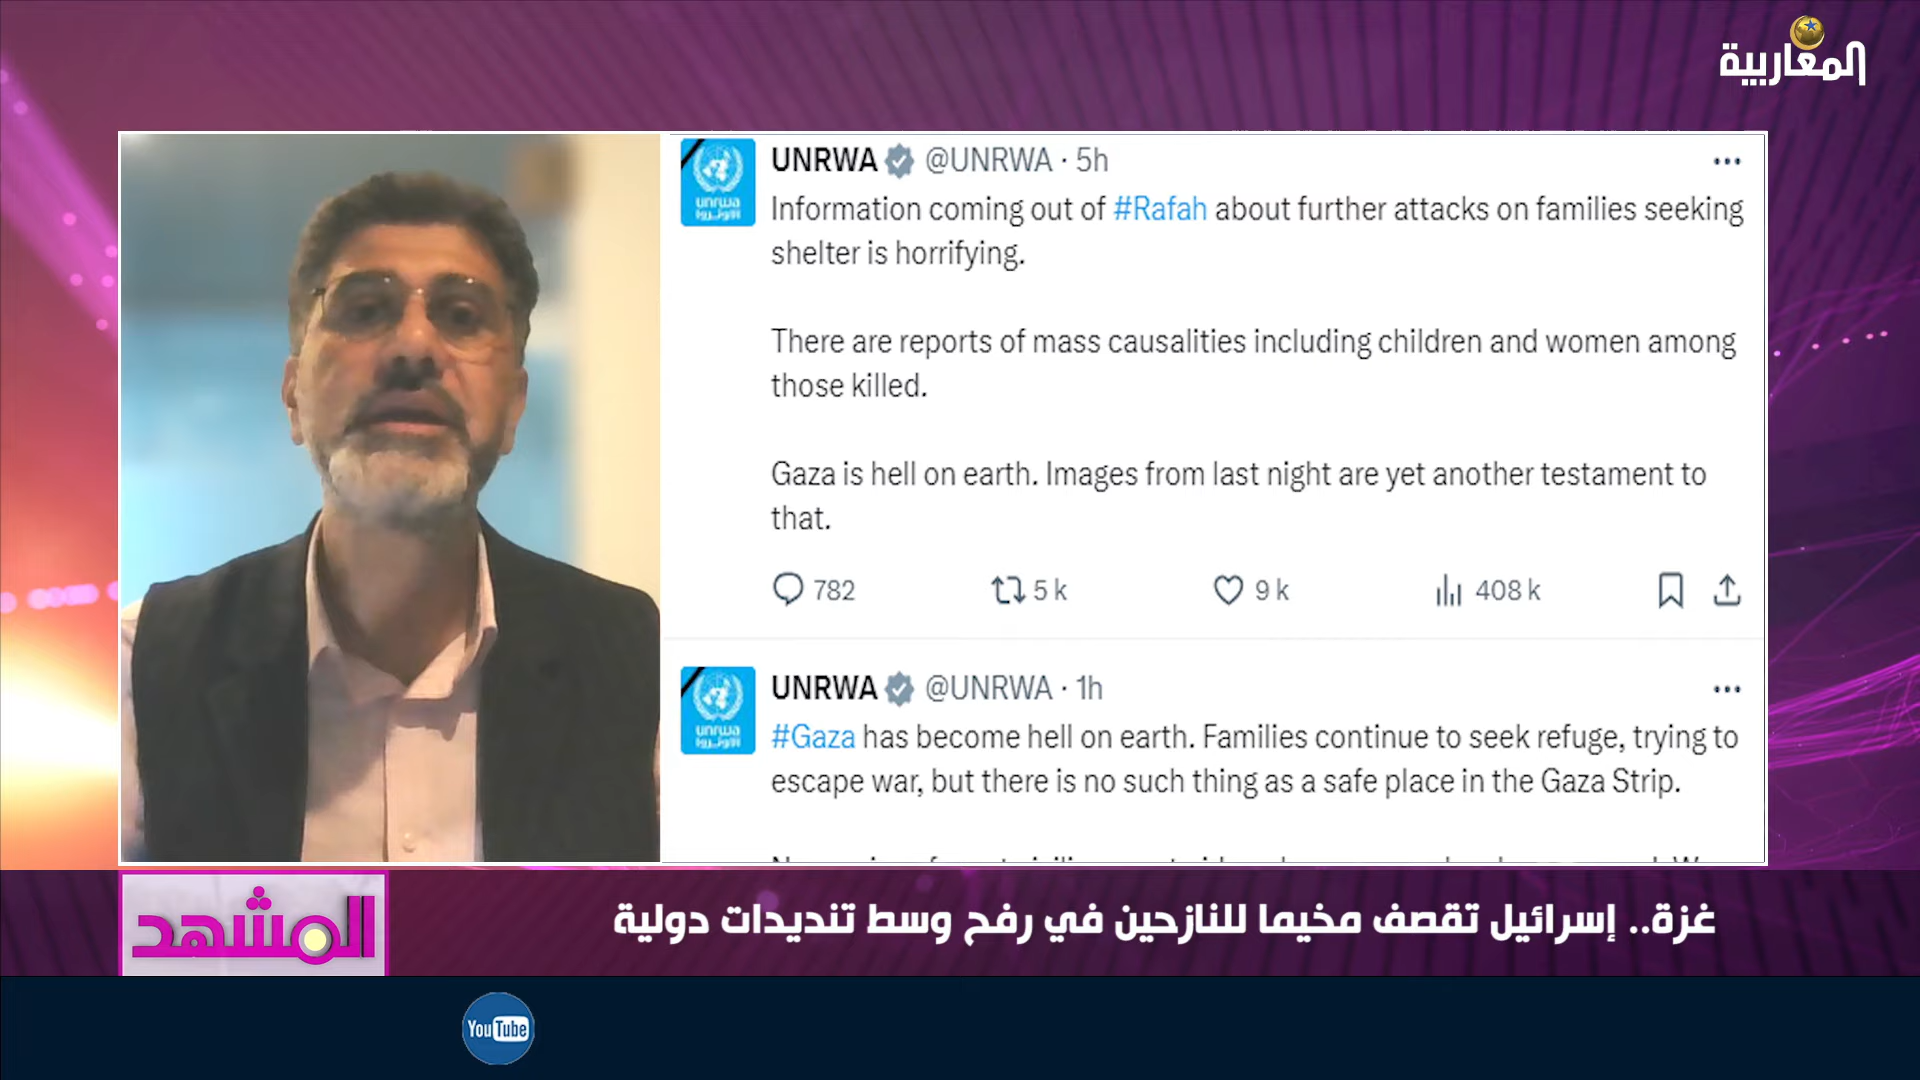 المغاربية
UNRWA @UNRWA · 5h
unrwa
الأونروا
Information coming out of #Rafah about further attacks on families seeking
shelter is horrifying.
There are reports of mass causalities including children and women among
those killed.
Gaza is hell on earth. Images from last night are yet another testament to
that.
782 5 k 9 k 408 k
UNRWA @UNRWA · 1h
unrwa
الأونروا
#Gaza has become hell on earth. Families continue to seek refuge, trying to
escape war, but there is no such thing as a safe place in the Gaza Strip.
المشهد
غزة.. إسرائيل تقصف مخيما للنازحين في رفح وسط تنديدات دولية
YouTube